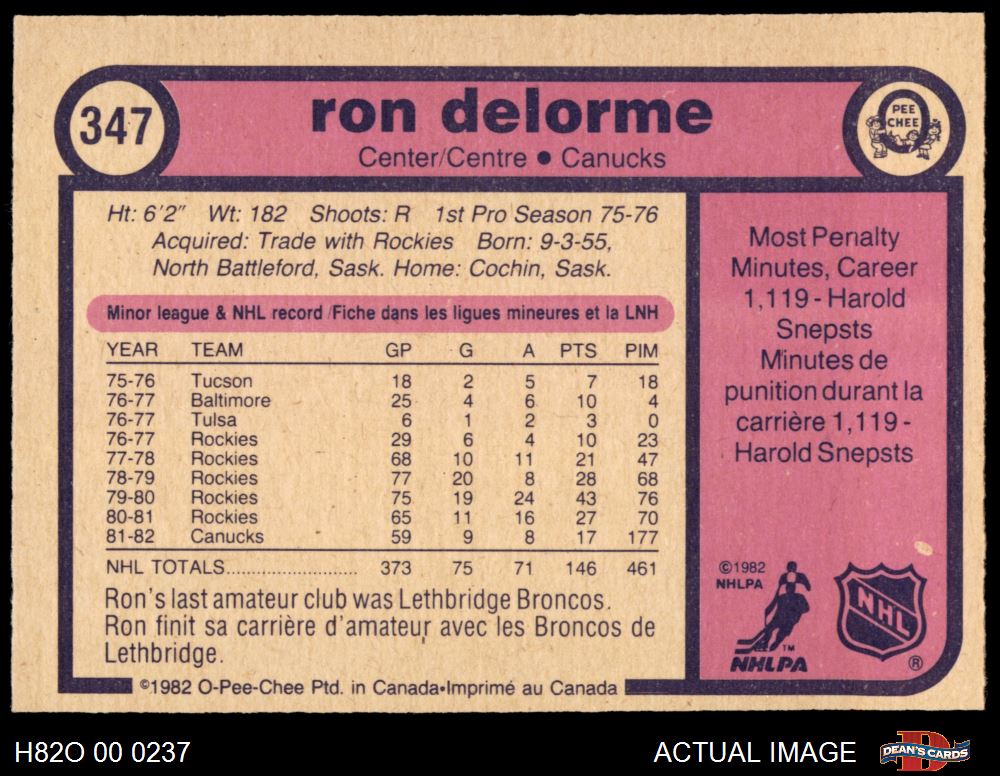 347
ron delorme
PEE
CHEE
Center/Centre • Canucks
Ht: 6'2" Wt: 182 Shoots: R 1st Pro Season 75-76
Acquired: Trade with Rockies Born: 9-3-55,
North Battleford, Sask. Home: Cochin, Sask.
Minor league & NHL record/Fiche dans les ligues mineures et la LNH
YEAR TEAM GP G A PTS PIM
75-76 Tucson 18 2 5 7 18
76-77 Baltimore 25 4 6 10 4
76-77 Tulsa 6 1 2 3 0
76-77 Rockies 29 6 4 10 23
77-78 Rockies 68 10 11 21 47
78-79 Rockies 77 20 8 28 68
79-80 Rockies 75 19 24 43 76
80-81 Rockies 65 11 16 27 70
81-82 Canucks 59 9 8 17 177
NHL TOTALS............................ 373 75 71 146 461
Ron's last amateur club was Lethbridge Broncos.
Ron finit sa carrière d'amateur avec les Broncos de
Lethbridge.
©1982 O-Pee-Chee Ptd. in Canada•Imprimé au Canada
Most Penalty
Minutes, Career
1,119 - Harold
Snepsts
Minutes de
punition durant la
carrière 1,119 -
Harold Snepsts
©1982
NHLPA
TM
NHLPA
NHL
®
H82O 00 0237
ACTUAL IMAGE
D
DEAN'S CARDS